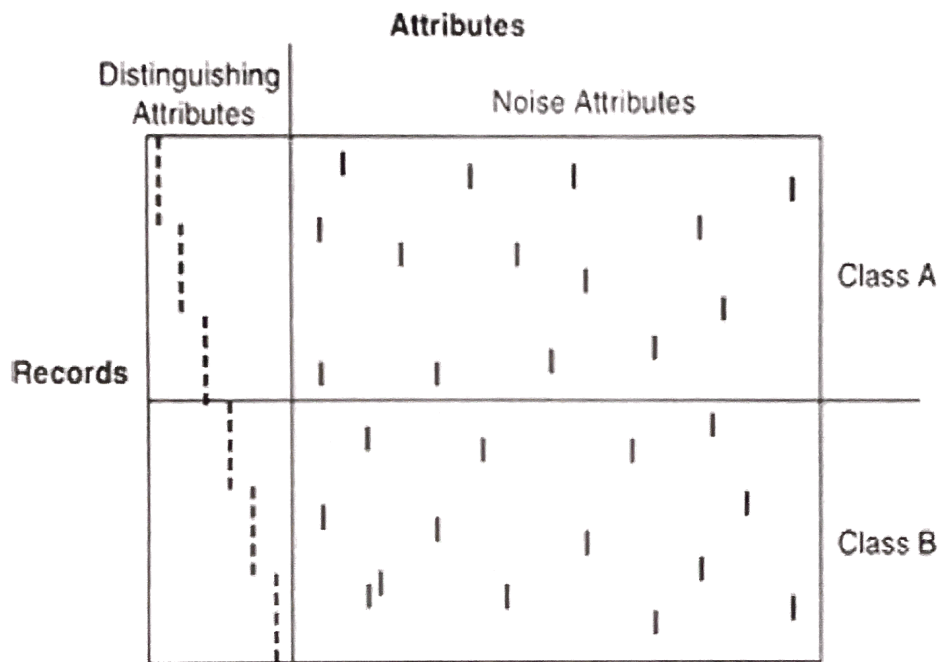 Attributes
Distinguishing
Attributes
Noise Attributes
Class A
Records
Class B